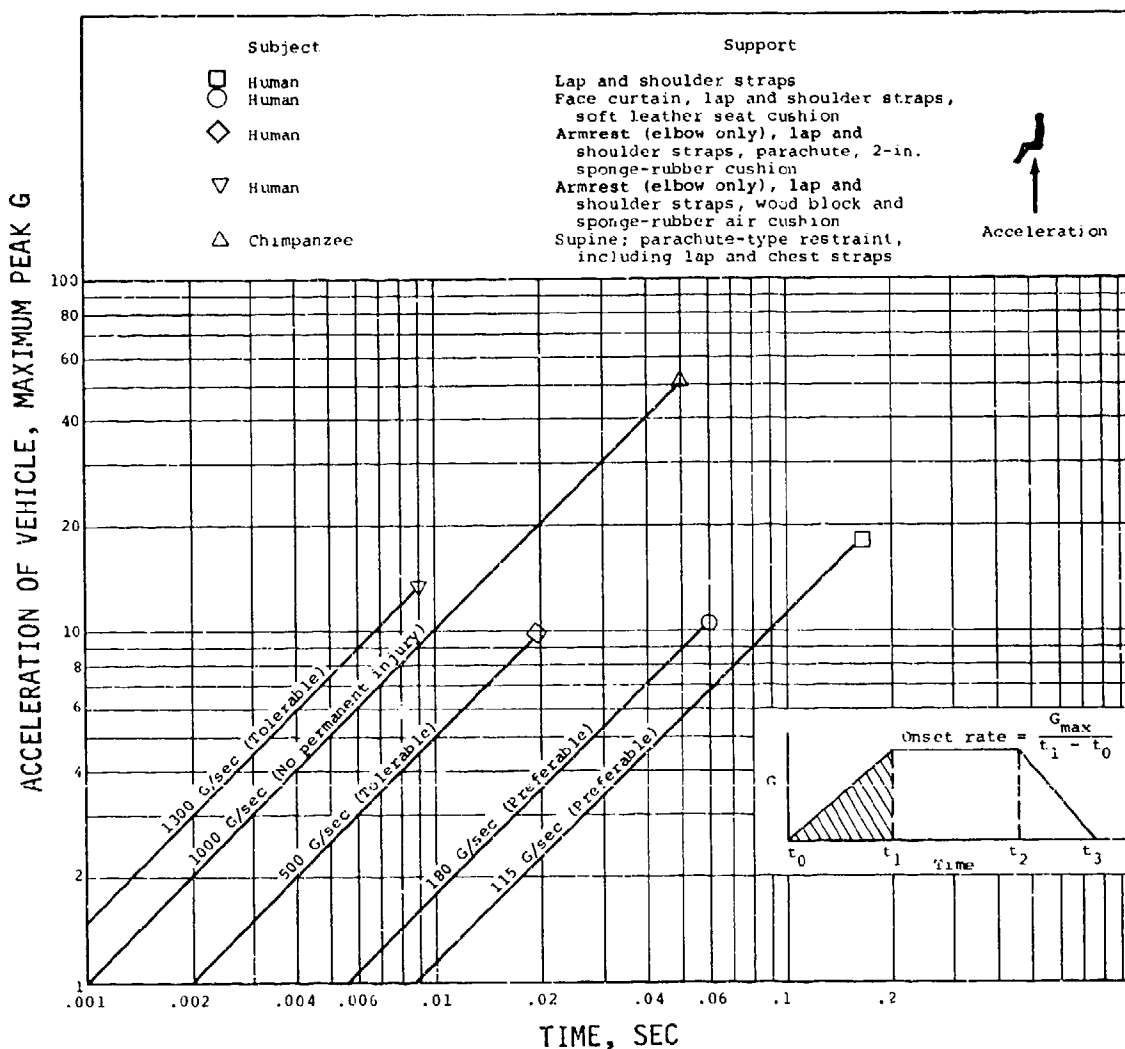 Subject Support
Human Lap and shoulder straps
Human Face curtain, lap and shoulder straps,
soft leather seat cushion
Human Armrest (elbow only), lap and
shoulder straps, parachute, 2-in.
sponge-rubber cushion
Human Armrest (elbow only), lap and
shoulder straps, wood block and
sponge-rubber air cushion
Chimpanzee Supine; parachute-type restraint,
including lap and chest straps
Acceleration
ACCELERATION OF VEHICLE, MAXIMUM PEAK G
100
80
60
40
20
10
8
6
4
2
1
1300 G/sec (Tolerable)
1000 G/sec (No permanent injury)
500 G/sec (Tolerable)
180 G/sec (Preferable)
115 G/sec (Preferable)
Onset rate = G max
t1 - t0
G
t0 t1 t2 t3
Time
.001 .002 .004 .006 .01 .02 .04 .06 .1 .2
TIME, SEC